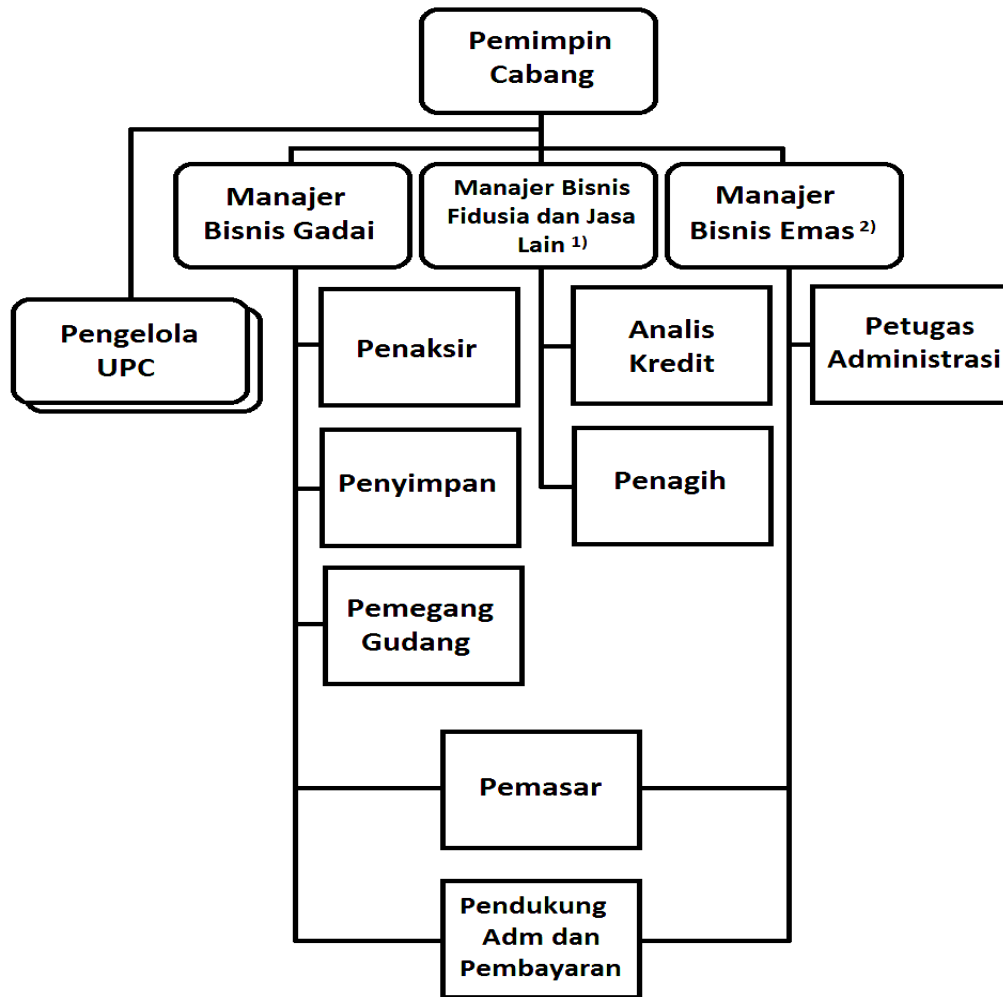 Pemimpin
Cabang
Manajer
Bisnis Gadai
Manajer Bisnis
Fidusia dan Jasa
Lain 1)
Manajer
Bisnis Emas 2)
Pengelola
UPC
Penaksir
Analis
Kredit
Petugas
Administrasi
Penyimpan
Penagih
Pemegang
Gudang
Pemasar
Pendukung
Adm dan
Pembayaran